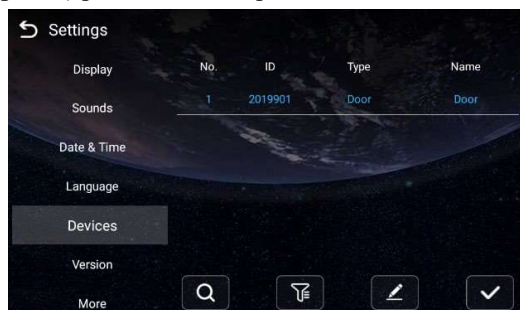 Settings
Display
Sounds
Date & Time
Language
Devices
Version
More
No. ID Type Name
1 2019901 Door Door